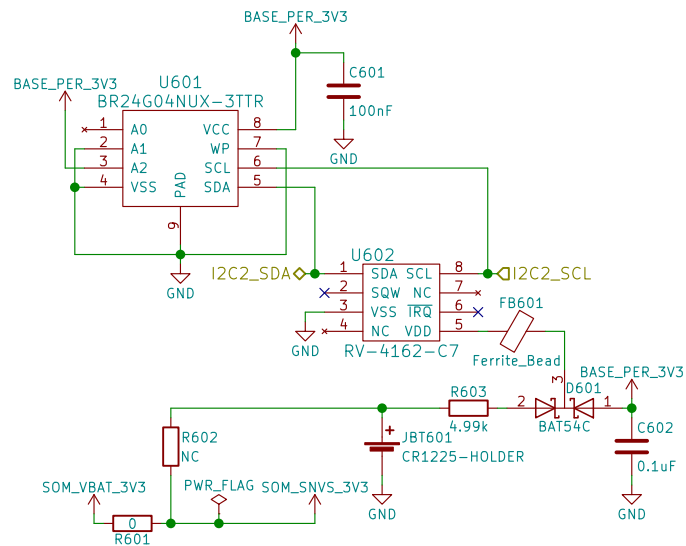 BASE_PER_3V3
BASE_PER_3V3
U601
BR24G04NUX-3TTR
C601
100nF
GND
1 A0 VCC 8
2 A1 WP 7
3 A2 SCL 6
4 VSS SDA 5
PAD
9
GND
I2C2_SDA
U602
I2C2_SCL
1 SDA SCL 8
2 SQW NC 7
3 VSS IRQ 6
4 NC VDD 5
RV-4162-C7
GND
FB601
Ferrite_Bead
BASE_PER_3V3
3
D601
2 1
BAT54C
R603
4.99k
C602
0.1uF
GND
R602
NC
+
JBT601
CR1225-HOLDER
GND
SOM_VBAT_3V3
PWR_FLAG
SOM_SNVS_3V3
0
R601